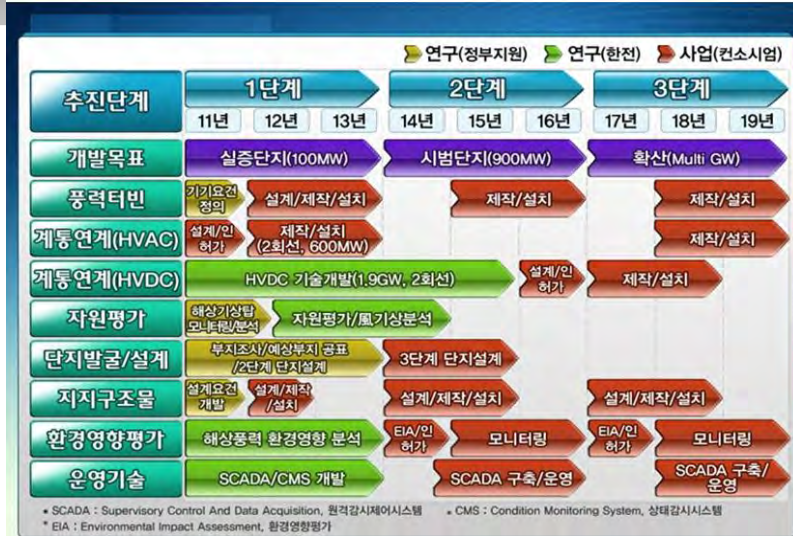 연구(정부지원) 연구(한전) 사업(컨소시엄)
추진단계
1단계 2단계 3단계
11년 12년 13년 14년 15년 16년 17년 18년 19년
개발목표 실증단지(100MW) 시범단지(900MW) 확산(Multi GW)
풍력터빈 기기요건 설계/제작/설치 제작/설치 제작/설치
정의
계통연계(HVAC) 설계/인 제작/설치 제작/설치
허가 (2회선, 600MW)
계통연계(HVDC) HVDC 기술개발(1.9GW, 2회선) 설계/인 제작/설치
허가
자원평가 해상기상탑 자원평가/風기상분석
모니터링/분석
단지발굴/설계 부지조사/예상부지 공표 3단계 단지설계
/2단계 단지설계
지지구조물 설계요건 설계/제작 설계/제작/설치 설계/제작/설치
개발 /설치
환경영향평가 해상풍력 환경영향 분석 EIA/인 모니터링 EIA/인 모니터링
허가 허가
운영기술 SCADA/CMS 개발 SCADA 구축/운영 SCADA 구축/
운영
• SCADA : Supervisory Control And Data Acquisition, 원격감시제어시스템 • CMS : Condition Monitoring System, 상태감시시스템
* EIA : Environmental Impact Assessment, 환경영향평가